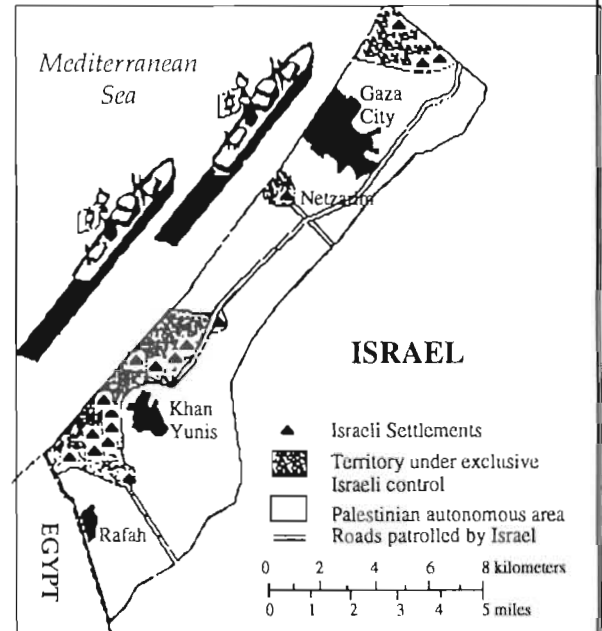 Mediterranean
Sea
Gaza
City
Netzarim
ISRAEL
Khan
Yunis
Israeli Settlements
Territory under exclusive
Israeli control
Palestinian autonomous area
Roads patrolled by Israel
EGYPT
Rafah
0 2 4 6 8 kilometers
0 1 2 3 4 5 miles